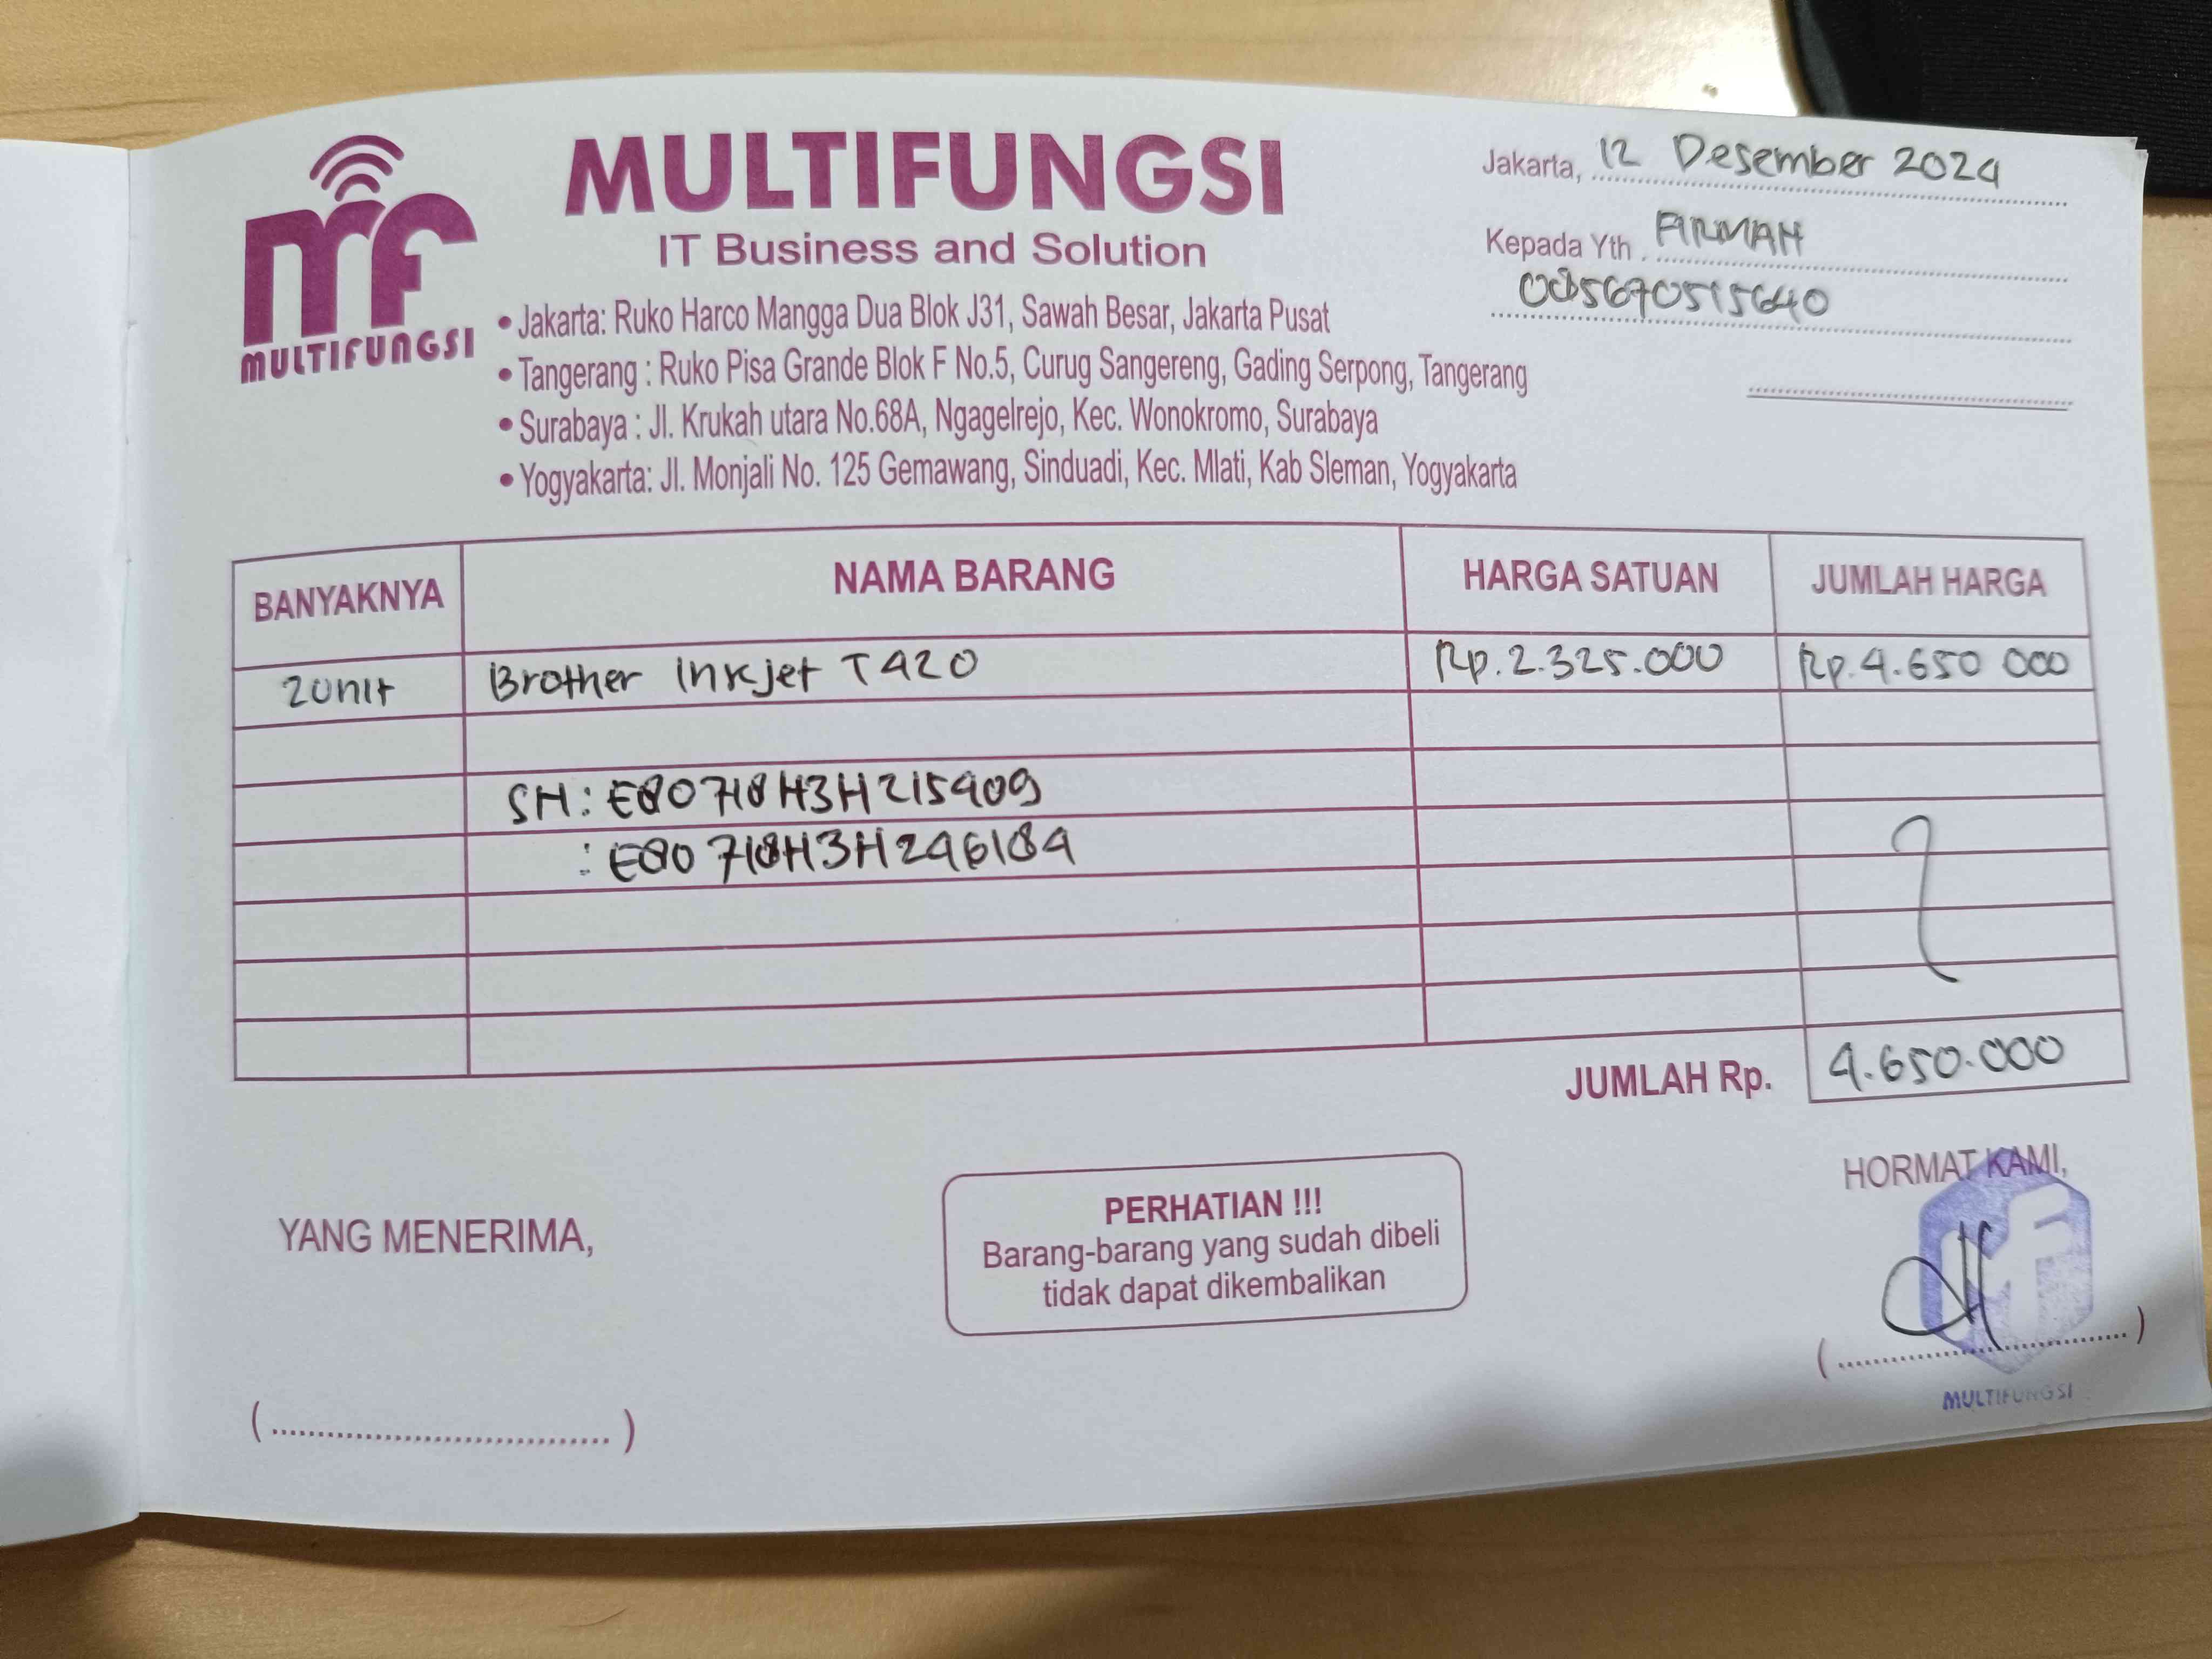 MULTIFUNGSI
MULTIFUNGSI
IT Business and Solution
• Jakarta: Ruko Harco Mangga Dua Blok J31, Sawah Besar, Jakarta Pusat
• Tangerang : Ruko Pisa Grande Blok F No.5, Curug Sangereng, Gading Serpong, Tangerang
• Surabaya : Jl. Krukah utara No.68A, Ngagelrejo, Kec. Wonokromo, Surabaya
• Yogyakarta: Jl. Monjali No. 125 Gemawang, Sinduadi, Kec. Mlati, Kab Sleman, Yogyakarta
Jakarta, 12 Desember 2024
Kepada Yth. FIRMAN
BANYAKNYA NAMA BARANG HARGA SATUAN JUMLAH HARGA
2unit Brother Inkjet T420 Rp.2.325.000 Rp.4.650 000
SN: E80718H3H215409
: E80718H3H246184
JUMLAH Rp. 4.650.000
YANG MENERIMA,
PERHATIAN !!!
Barang-barang yang sudah dibeli
tidak dapat dikembalikan
HORMAT KAMI,
MULTIFUNGSI